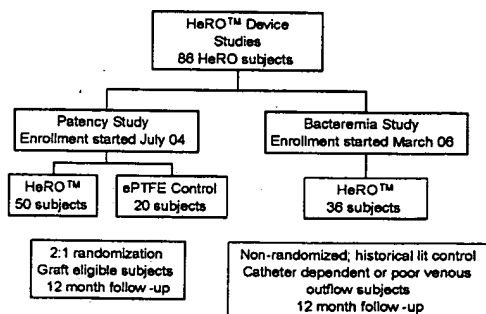 HeRO™ Device
Studies
86 HeRO subjects
Patency Study
Enrollment started July 04
Bacteremia Study
Enrollment started March 06
HeRO™
50 subjects
ePTFE Control
20 subjects
HeRO™
36 subjects
2:1 randomization
Graft eligible subjects
12 month follow -up
Non-randomized; historical lit control
Catheter dependent or poor venous
outflow subjects
12 month follow -up